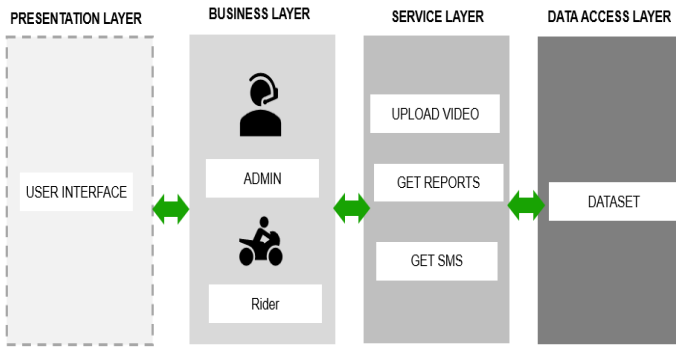 PRESENTATION LAYER
BUSINESS LAYER
SERVICE LAYER
DATA ACCESS LAYER
USER INTERFACE
ADMIN
Rider
UPLOAD VIDEO
GET REPORTS
GET SMS
DATASET